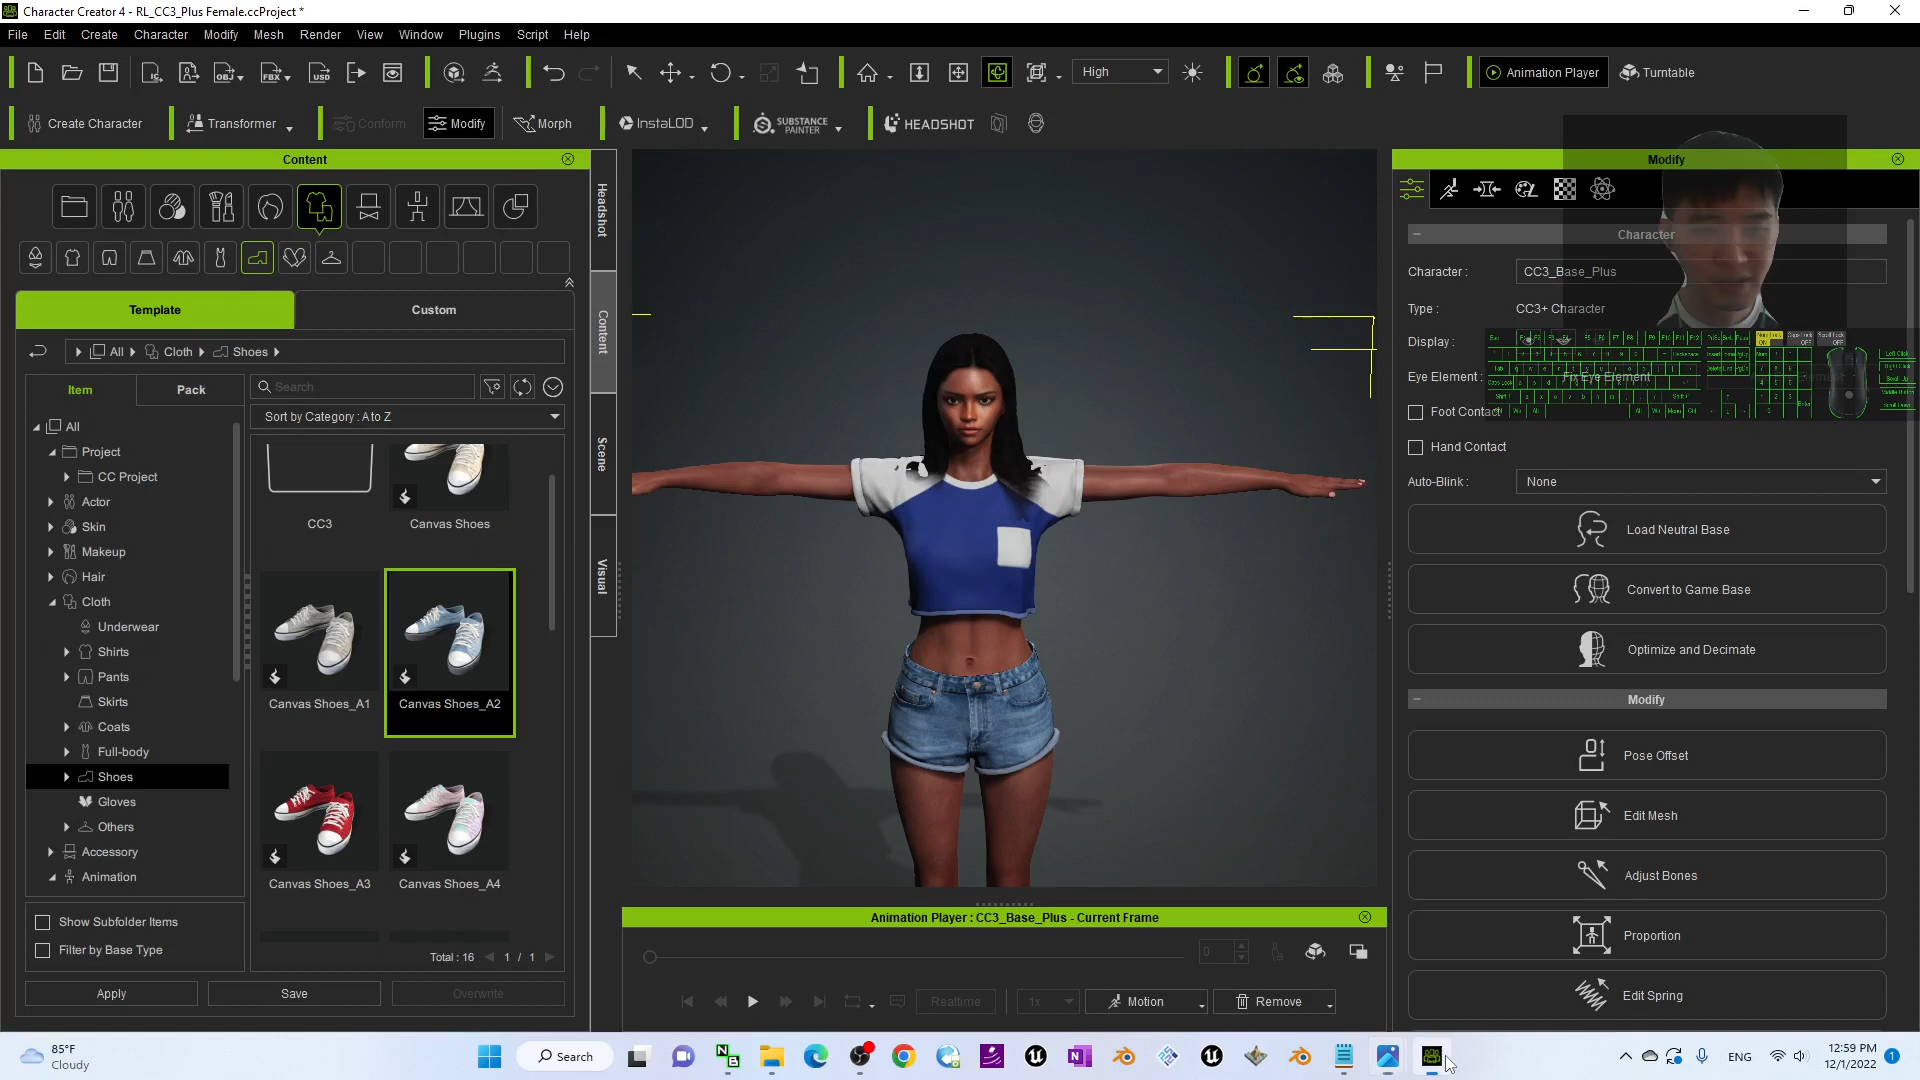 Character Creator 4 - RL_CC3_Plus Female.ccProject *
File Edit Create Character Modify Mesh Render View Window Plugins Script Help
High
Animation Player
Turntable
Create Character
Transformer
Conform
Modify
Morph
InstaLOD
SUBSTANCE PAINTER
HEADSHOT
Content
Modify
Headshot
Content
Scene
Visual
Template
Custom
All Cloth Shoes
Item
Pack
Search
Sort by Category : A to Z
All
Project
CC Project
Actor
Skin
Makeup
Hair
Cloth
Underwear
Shirts
Pants
Skirts
Coats
Full-body
Shoes
Gloves
Others
Accessory
Animation
CC3
Canvas Shoes
Canvas Shoes_A1
Canvas Shoes_A2
Canvas Shoes_A3
Canvas Shoes_A4
Show Subfolder Items
Filter by Base Type
Total : 16 1 / 1
Apply
Save
Overwrite
Animation Player : CC3_Base_Plus - Current Frame
0
Realtime
1x
Motion
Remove
Character
Character : CC3_Base_Plus
Type : CC3+ Character
Display :
Eye Element : Fix Eye Element
Foot Contact
Hand Contact
Auto-Blink : None
Load Neutral Base
Convert to Game Base
Optimize and Decimate
Modify
Pose Offset
Edit Mesh
Adjust Bones
Proportion
Edit Spring
85°F
Cloudy
Search
ENG
12:59 PM
12/1/2022
1